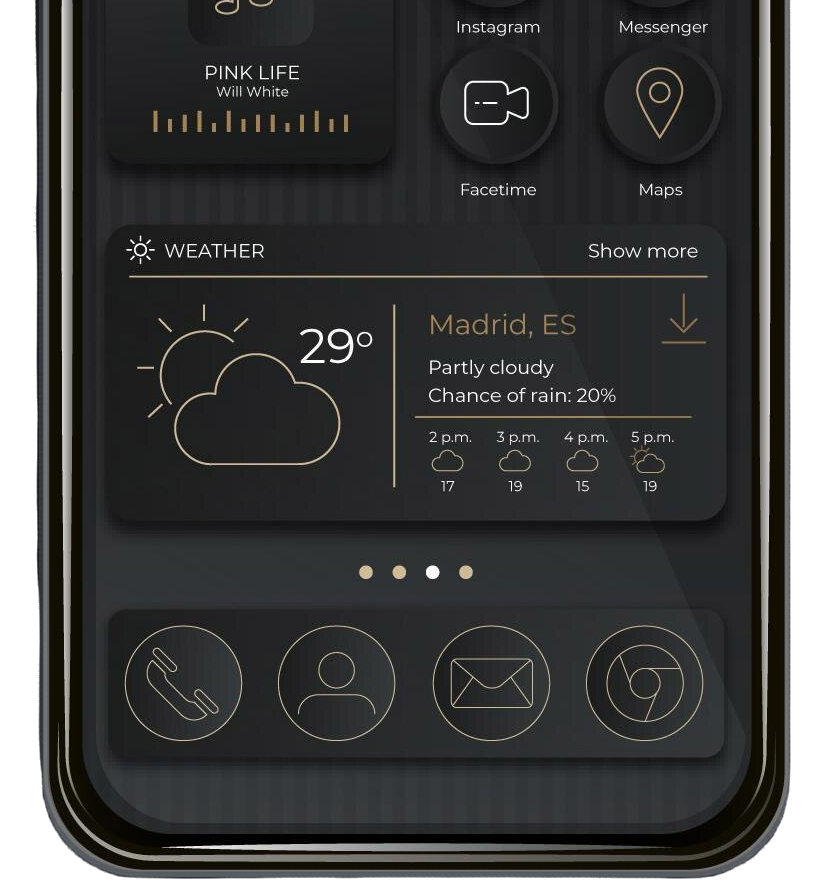 Instagram
Messenger
PINK LIFE
Will White
Facetime
Maps
WEATHER
Show more
29°
Madrid, ES
Partly cloudy
Chance of rain: 20%
2 p.m. 3 p.m. 4 p.m. 5 p.m.
17 19 15 19